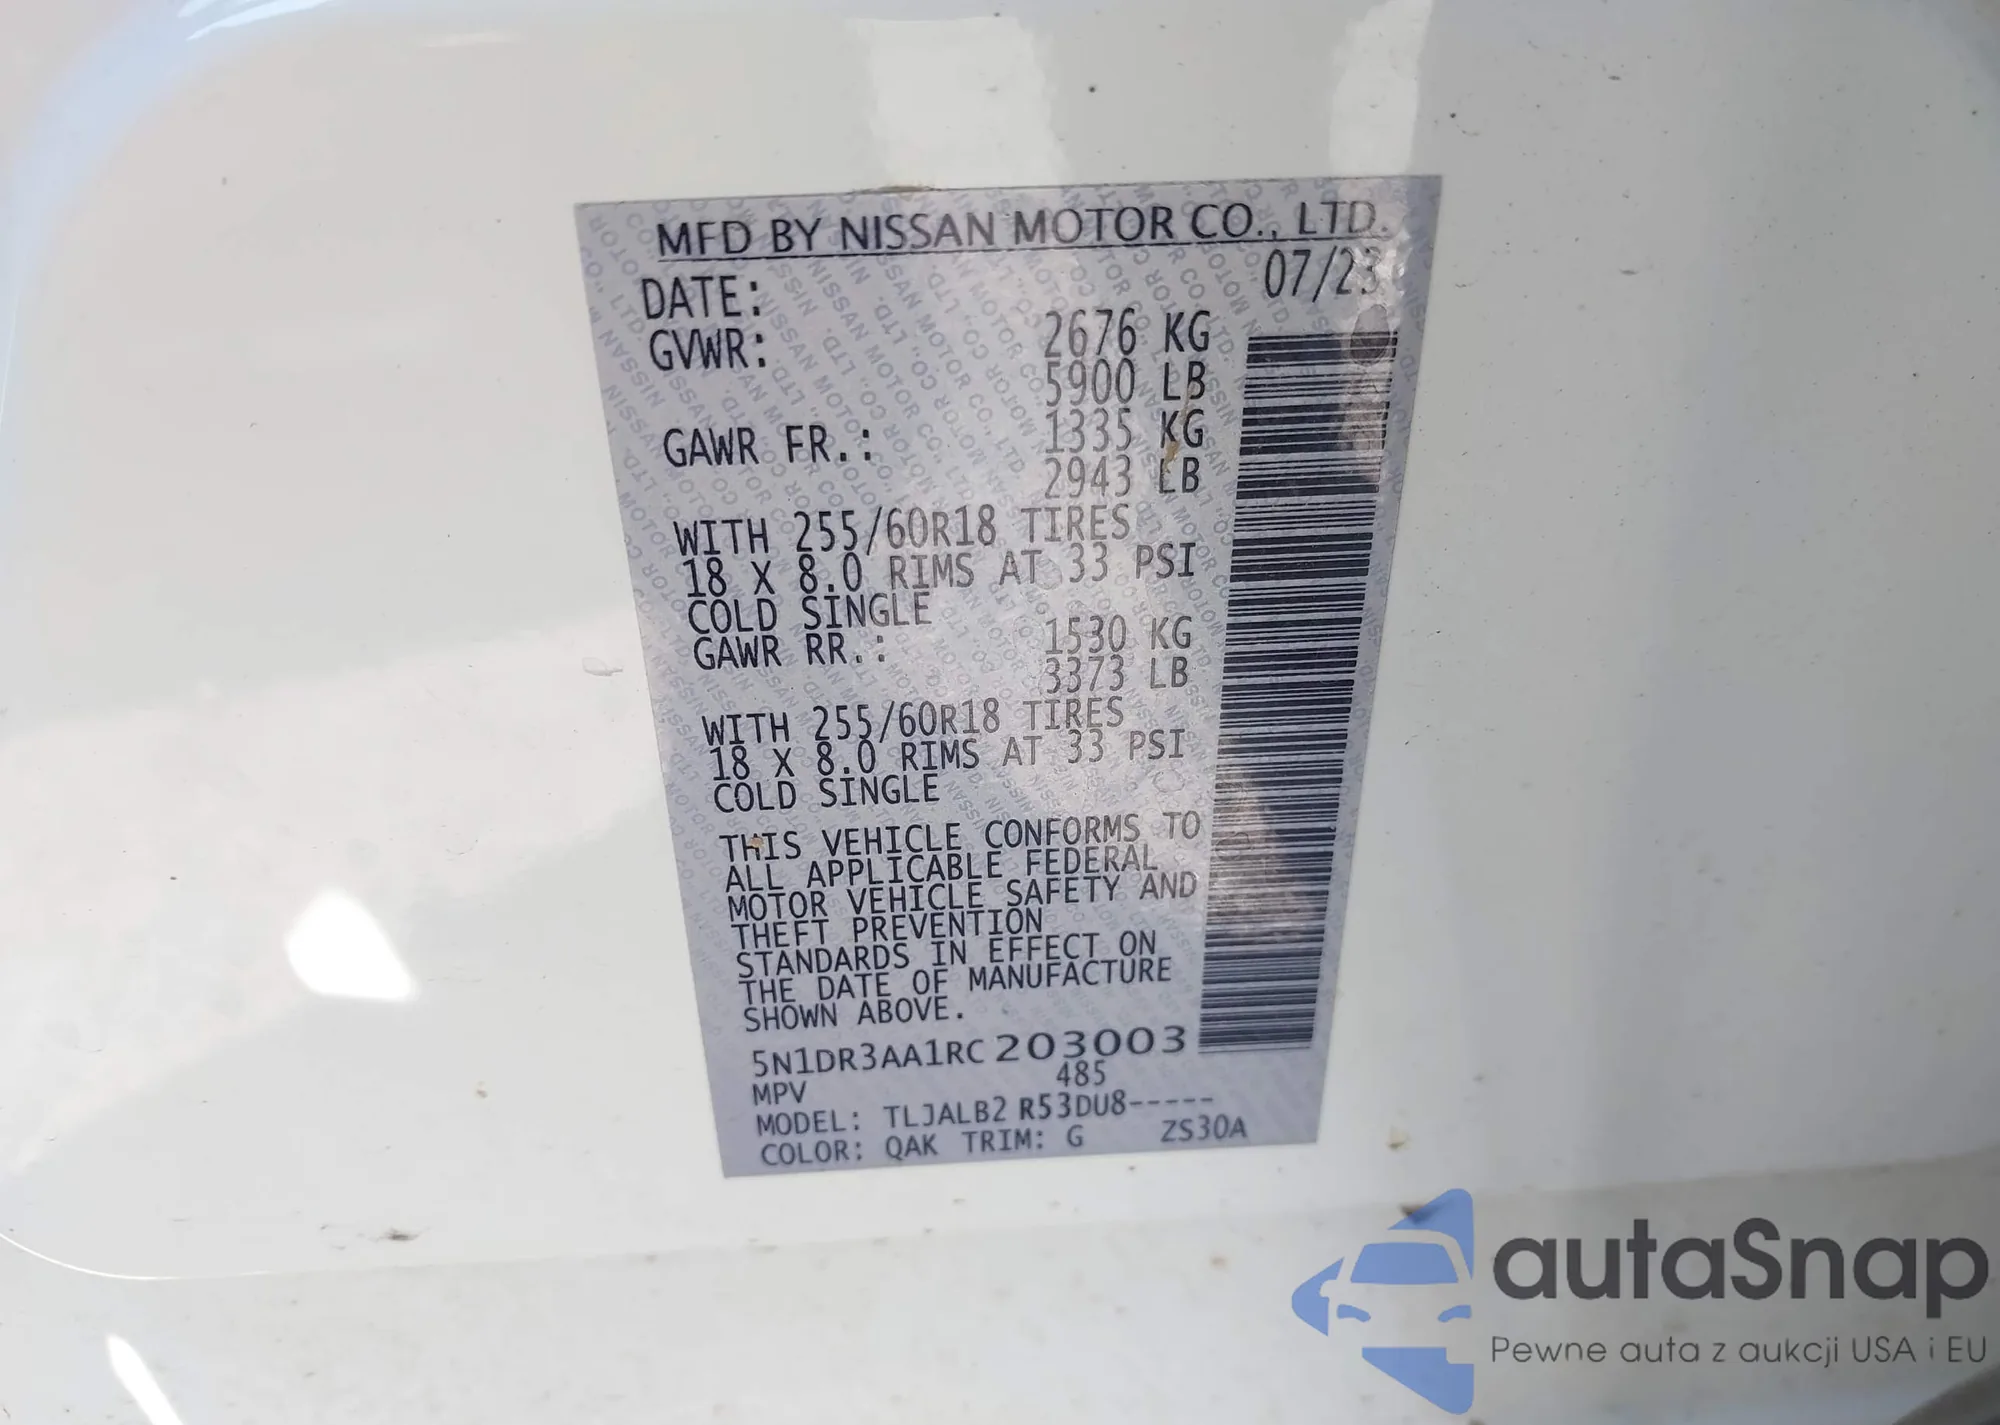 MFD BY NISSAN MOTOR CO., LTD.
DATE: 07/23
GVWR: 2676 KG
5900 LB
GAWR FR.: 1335 KG
2943 LB
WITH 255/60R18 TIRES
18 X 8.0 RIMS AT 33 PSI
COLD SINGLE
GAWR RR.: 1530 KG
3373 LB
WITH 255/60R18 TIRES
18 X 8.0 RIMS AT 33 PSI
COLD SINGLE
THIS VEHICLE CONFORMS TO
ALL APPLICABLE FEDERAL
MOTOR VEHICLE SAFETY AND
THEFT PREVENTION
STANDARDS IN EFFECT ON
THE DATE OF MANUFACTURE
SHOWN ABOVE.
5N1DR3AA1RC 203003
MPV 485
MODEL: TLJALB2 R53DU8-----
COLOR: QAK TRIM: G ZS30A
autaSnap
Pewne auta z aukcji USA i EU